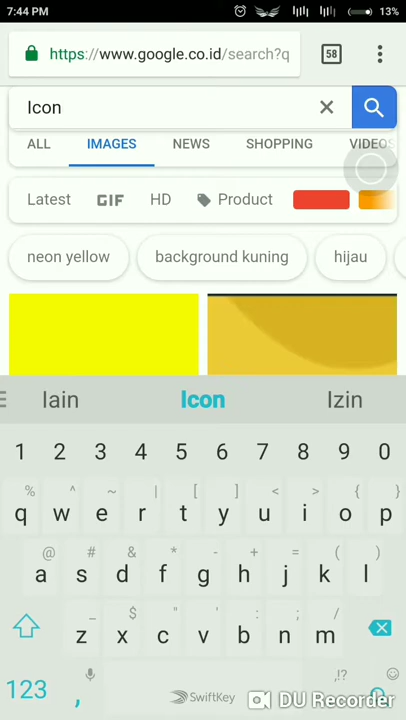 7:44 PM 13%
https://www.google.co.id/search?q 58
Icon
ALL IMAGES NEWS SHOPPING VIDEOS
Latest GIF HD Product
neon yellow background kuning hijau
Iain Icon Izin
1 2 3 4 5 6 7 8 9 0
% ^ ~ | [ ] < > { }
q w e r t y u i o p
@ # & * - + = ( )
a s d f g h j k l
_ $ " ' : ; /
z x c v b n m
,!?
123 , SwiftKey DU Recorder